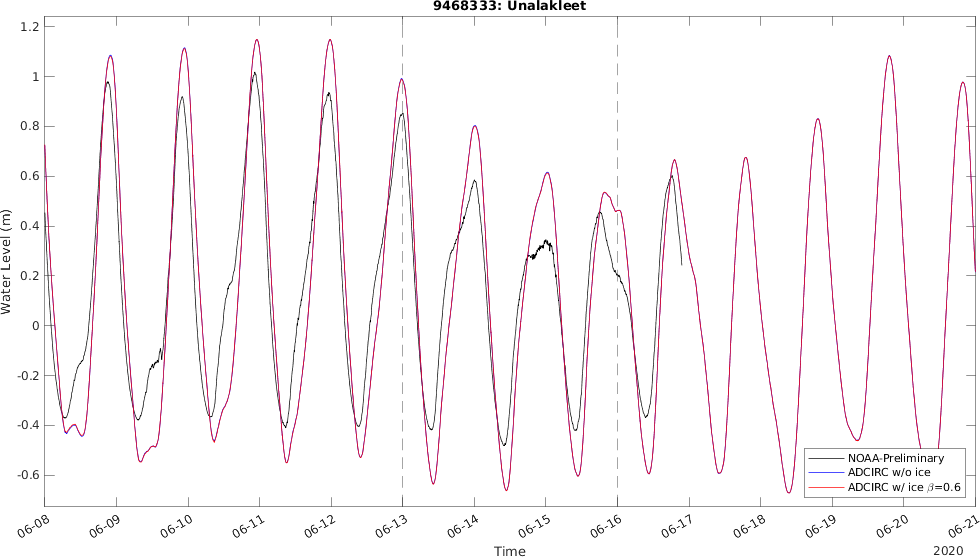 9468333: Unalakleet
1.2
1
0.8
0.6
0.4
0.2
0
-0.2
-0.4
-0.6
Water Level (m)
06-08 06-09 06-10 06-11 06-12 06-13 06-14 06-15 06-16 06-17 06-18 06-19 06-20 06-21
Time
2020
NOAA-Preliminary
ADCIRC w/o ice
ADCIRC w/ ice β=0.6